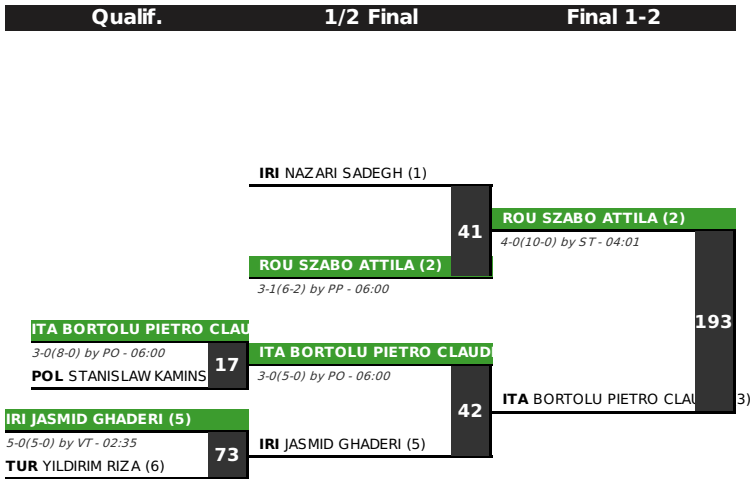 Qualif.
1/2 Final
Final 1-2
IRI NAZARI SADEGH (1)
41
ROU SZABO ATTILA (2)
3-1(6-2) by PP - 06:00
ROU SZABO ATTILA (2)
4-0(10-0) by ST - 04:01
193
ITA BORTOLU PIETRO CLAU
3-0(8-0) by PO - 06:00
17
POL STANISLAW KAMINS
ITA BORTOLU PIETRO CLAUD
3-0(5-0) by PO - 06:00
42
ITA BORTOLU PIETRO CLAU 3)
IRI JASMID GHADERI (5)
5-0(5-0) by VT - 02:35
73
TUR YILDIRIM RIZA (6)
IRI JASMID GHADERI (5)